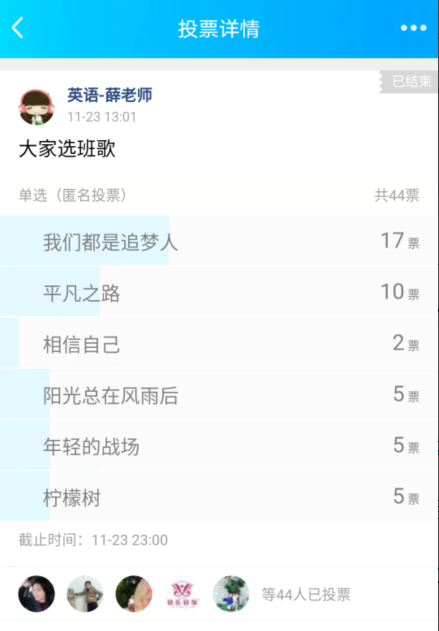 投票详情
已结束
英语-薛老师
11-23 13:01
大家选班歌
单选（匿名投票） 共44票
我们都是追梦人 17 票
平凡之路 10 票
相信自己 2 票
阳光总在风雨后 5 票
年轻的战场 5 票
柠檬树 5 票
截止时间：11-23 23:00
等44人已投票